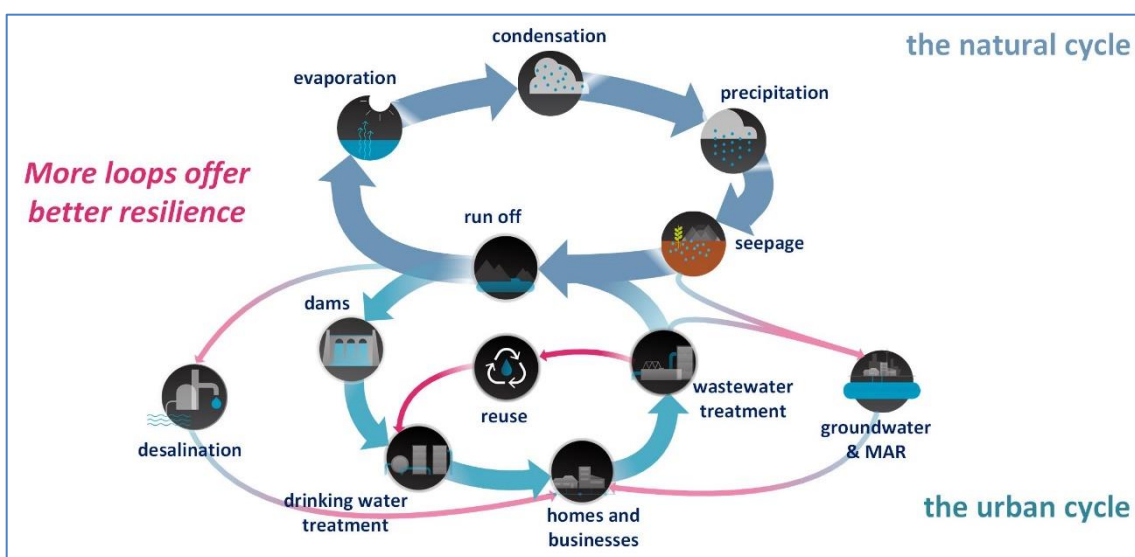 condensation
the natural cycle
evaporation
precipitation
More loops offer
better resilience
run off
seepage
dams
reuse
wastewater
treatment
desalination
groundwater
& MAR
drinking water
treatment
homes and
businesses
the urban cycle